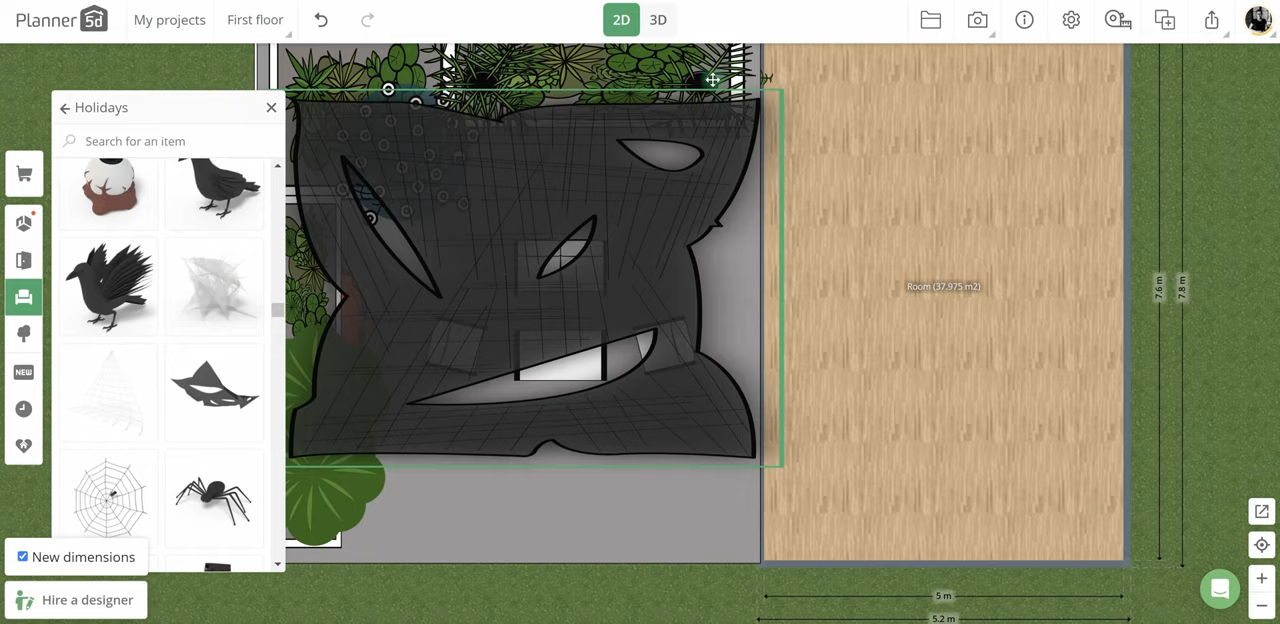 Planner 5d
My projects
First floor
2D
3D
Holidays
Search for an item
NEW
New dimensions
Hire a designer
Room (37.975 m2)
7.6 m
7.8 m
5 m
5.2 m